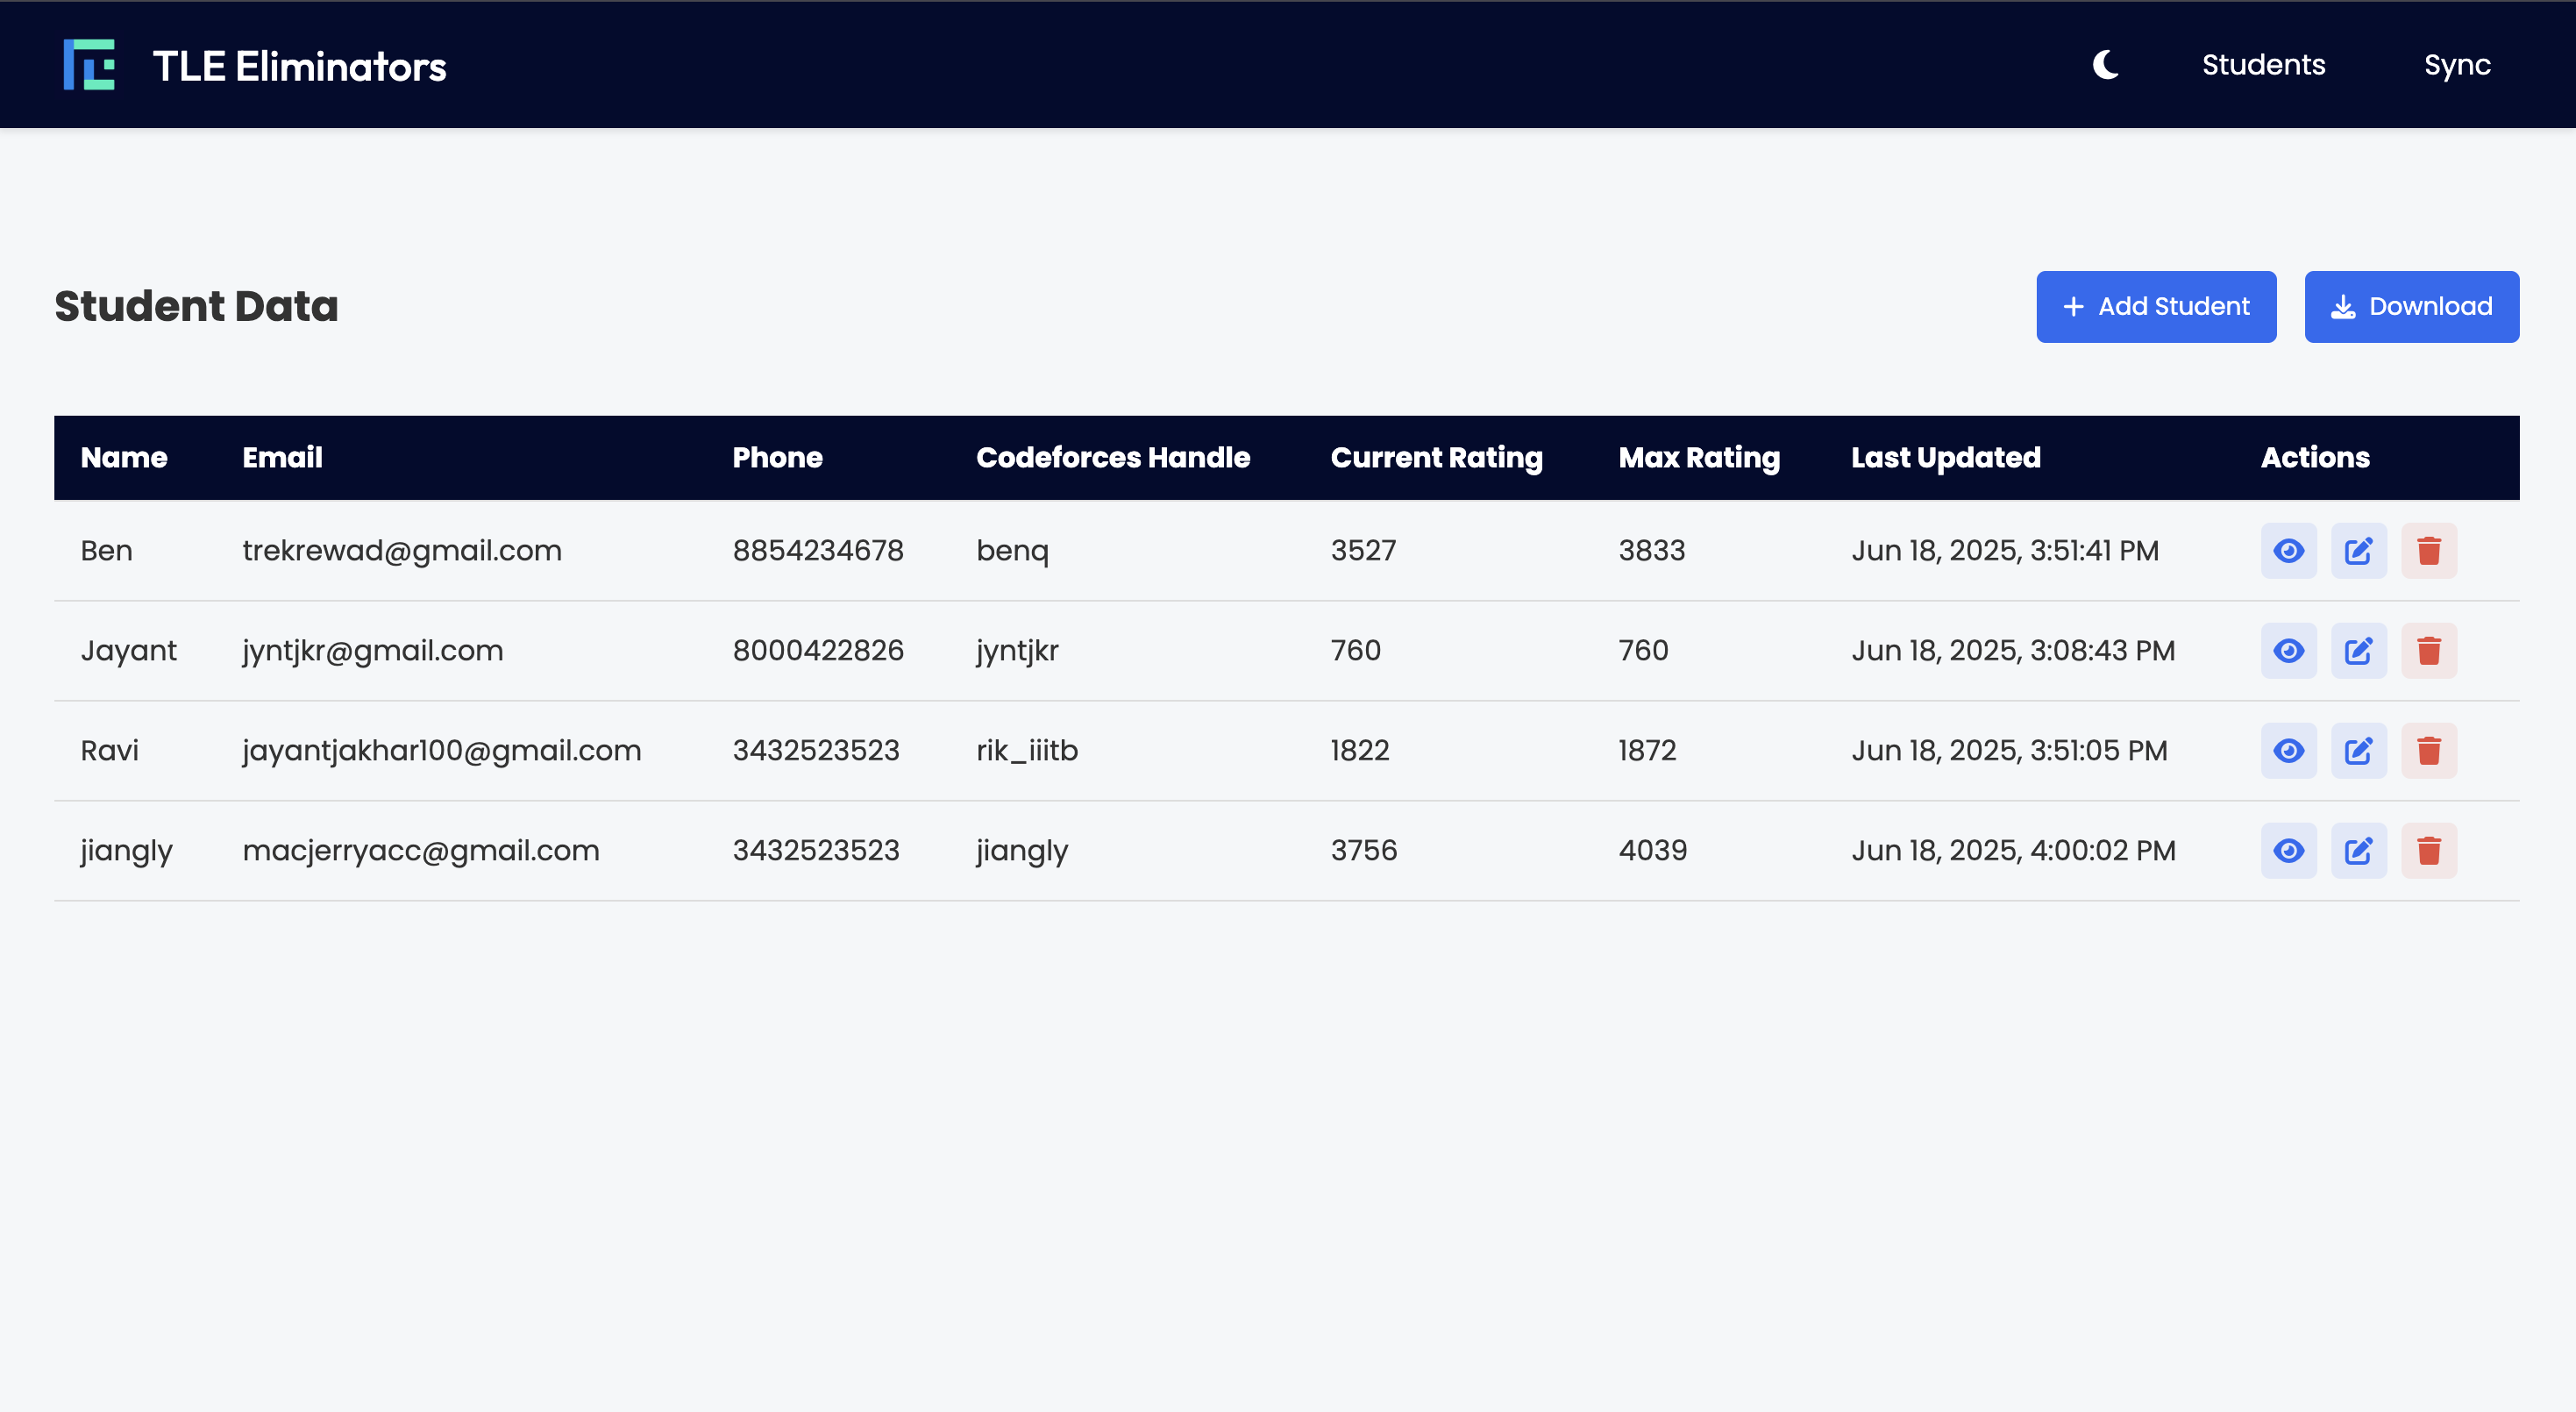 TLE Eliminators Students Sync
Student Data Add Student Download
Name Email Phone Codeforces Handle Current Rating Max Rating Last Updated Actions
Ben trekrewad@gmail.com 8854234678 benq 3527 3833 Jun 18, 2025, 3:51:41 PM
Jayant jyntjkr@gmail.com 8000422826 jyntjkr 760 760 Jun 18, 2025, 3:08:43 PM
Ravi jayantjakhar100@gmail.com 3432523523 rik_iiitb 1822 1872 Jun 18, 2025, 3:51:05 PM
jiangly macjerryacc@gmail.com 3432523523 jiangly 3756 4039 Jun 18, 2025, 4:00:02 PM